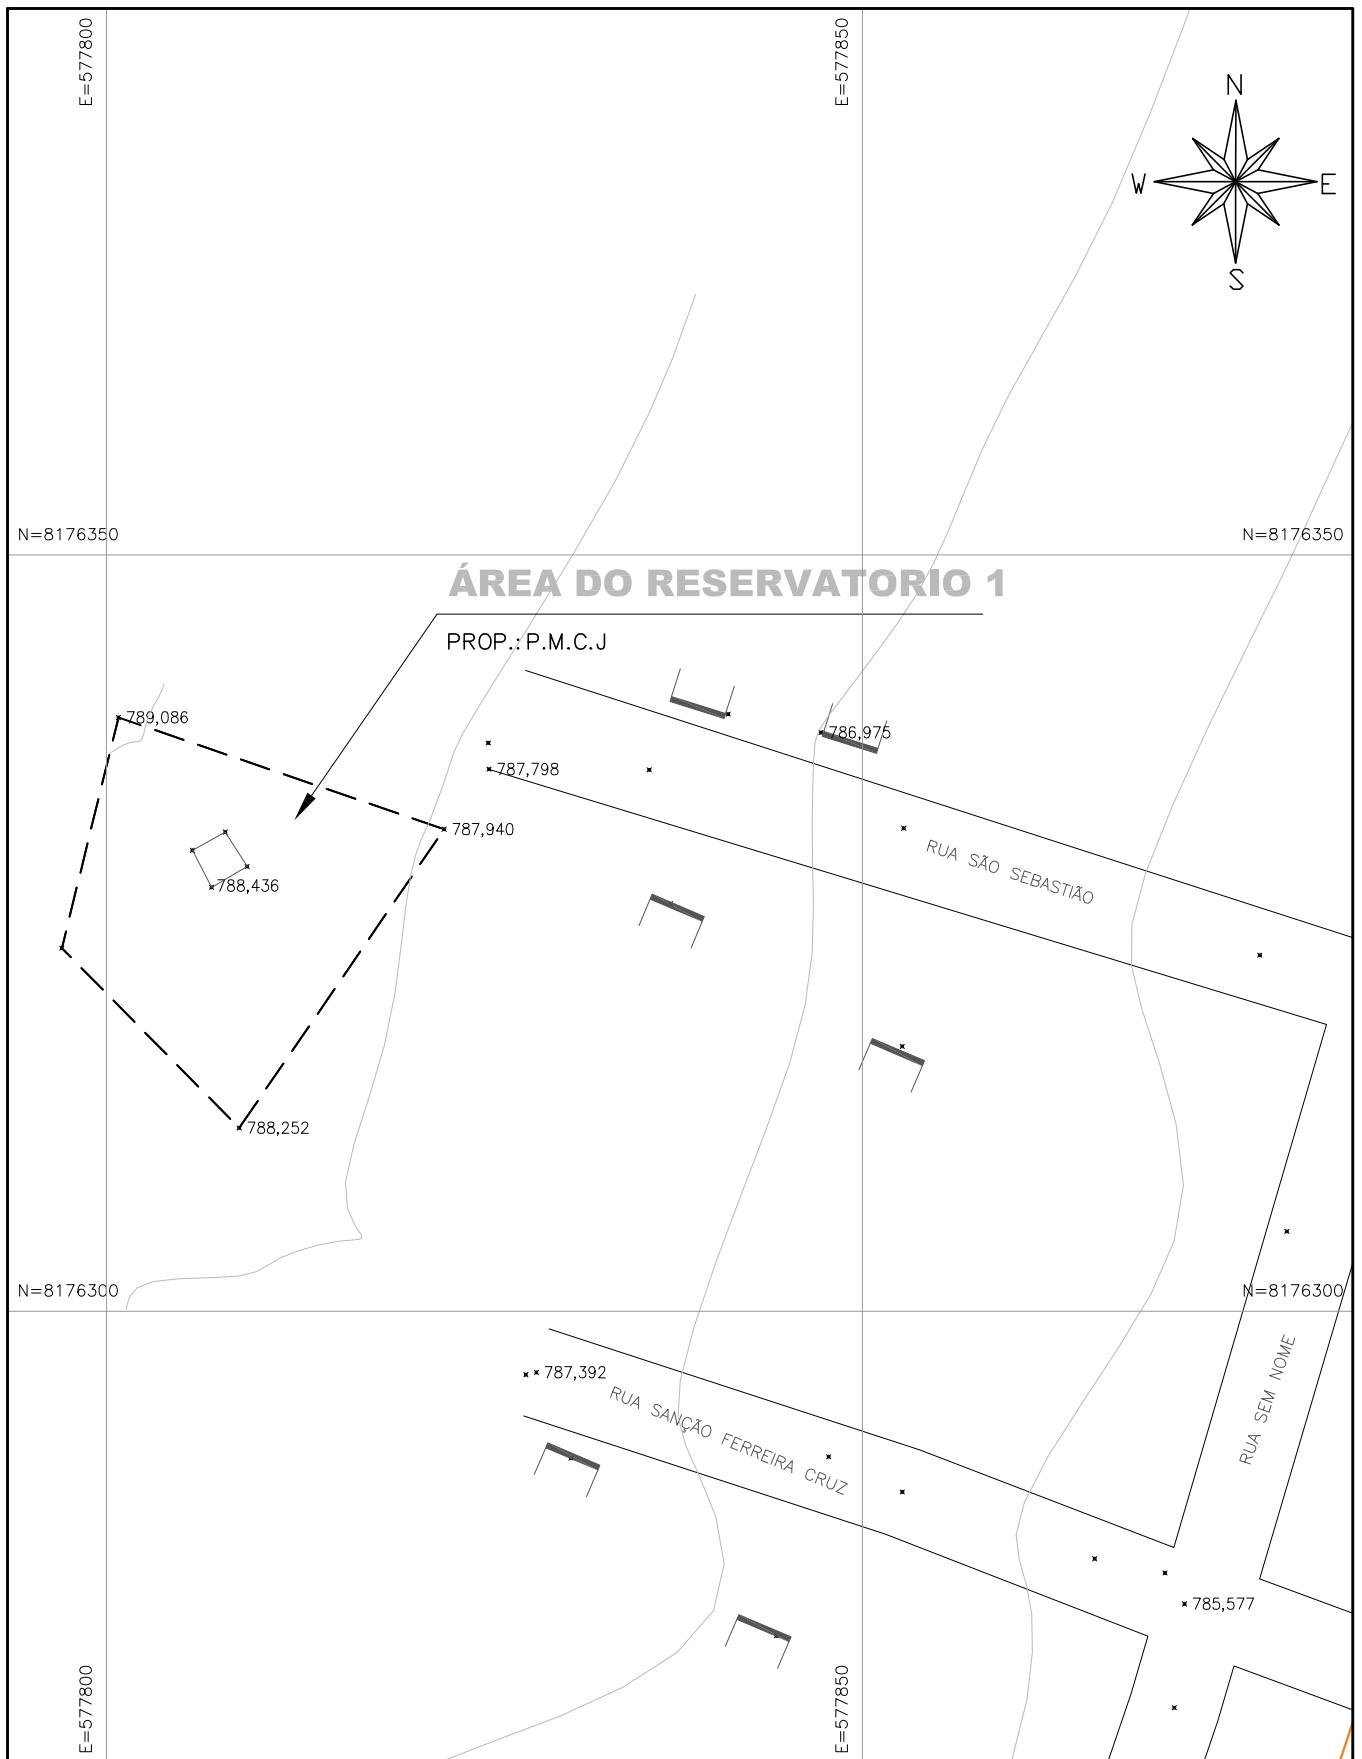 E=577800
E=577850
N
W
E
S
N=8176350
N=8176350
ÁREA DO RESERVATORIO 1
PROP.: P.M.C.J
789,086
786,975
787,798
787,940
RUA SÃO SEBASTIÃO
788,436
788,252
N=8176300
N=8176300
787,392
RUA SANÇÃO FERREIRA CRUZ
RUA SEM NOME
785,577
E=577800
E=577850